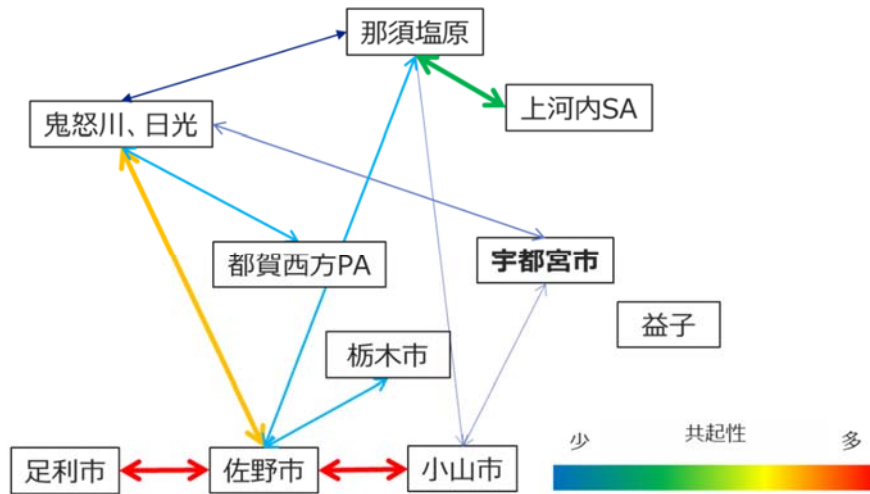 那須塩原
上河内SA
鬼怒川、日光
都賀西方PA
宇都宮市
益子
栃木市
足利市
佐野市
小山市
少
共起性
多